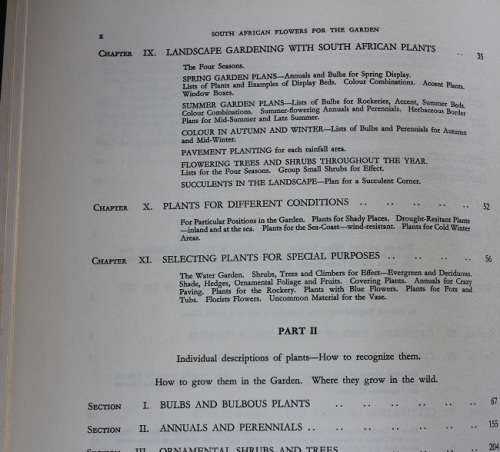 x SOUTH AFRICAN FLOWERS FOR THE GARDEN
CHAPTER IX. LANDSCAPE GARDENING WITH SOUTH AFRICAN PLANTS .. 35
The Four Seasons.
SPRING GARDEN PLANS—Annuals and Bulbs for Spring Display.
Lists of Plants and Examples of Display Beds. Colour Combinations. Accent Plants.
Window Boxes.
SUMMER GARDEN PLANS—Lists of Bulbs for Rockeries, Accent, Summer Beds.
Colour Combinations. Summer-flowering Annuals and Perennials. Herbaceous Border
Plans for Mid-Summer and Late Summer.
COLOUR IN AUTUMN AND WINTER—Lists of Bulbs and Perennials for Autumn
and Mid-Winter.
PAVEMENT PLANTING for each rainfall area.
FLOWERING TREES AND SHRUBS THROUGHOUT THE YEAR.
Lists for the Four Seasons. Group Small Shrubs for Effect.
SUCCULENTS IN THE LANDSCAPE—Plan for a Succulent Corner.
CHAPTER X. PLANTS FOR DIFFERENT CONDITIONS .. .. .. .. 52
For Particular Positions in the Garden. Plants for Shady Places. Drought-Resitant Plants
—inland and at the sea. Plants for the Sea-Coast—wind-resistant. Plants for Cold Winter
Areas.
CHAPTER XI. SELECTING PLANTS FOR SPECIAL PURPOSES .. .. .. .. 56
The Water Garden. Shrubs, Trees and Climbers for Effect—Evergreen and Deciduous.
Shade, Hedges, Ornamental Foliage and Fruits. Covering Plants. Annuals for Crazy
Paving. Plants for the Rockery. Plants with Blue Flowers. Plants for Pots and
Tubs. Florists Flowers. Uncommon Material for the Vase.
PART II
Individual descriptions of plants—How to recognize them.
How to grow them in the Garden. Where they grow in the wild.
SECTION I. BULBS AND BULBOUS PLANTS .. .. .. .. 67
SECTION II. ANNUALS AND PERENNIALS .. .. .. .. .. 155
SECTION III. ORNAMENTAL SHRUBS AND TREES .. .. .. .. 204